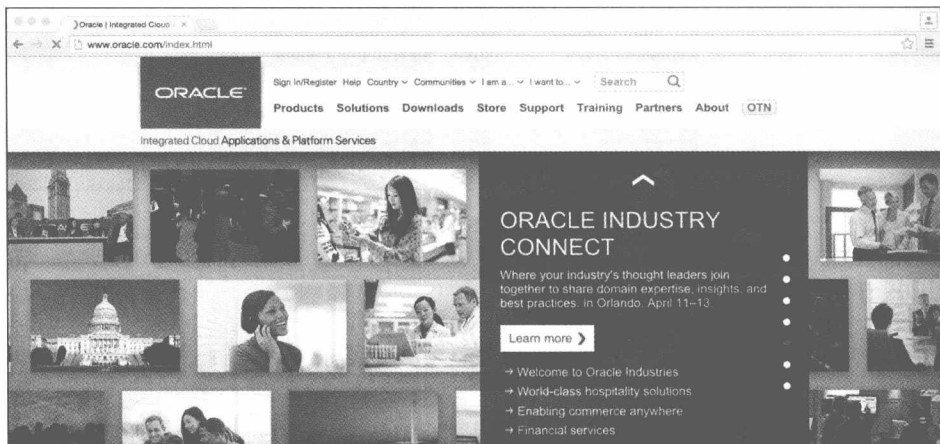 Oracle | Integrated Cloud
www.oracle.com/index.html
ORACLE
Sign In/Register Help Country Communities I am a... I want to... Search
Products Solutions Downloads Store Support Training Partners About OTN
Integrated Cloud Applications & Platform Services
ORACLE INDUSTRY
CONNECT
Where your industry's thought leaders join
together to share domain expertise, insights, and
best practices. in Orlando. April 11–13.
Learn more
→ Welcome to Oracle Industries
→ World-class hospitality solutions
→ Enabling commerce anywhere
→ Financial services